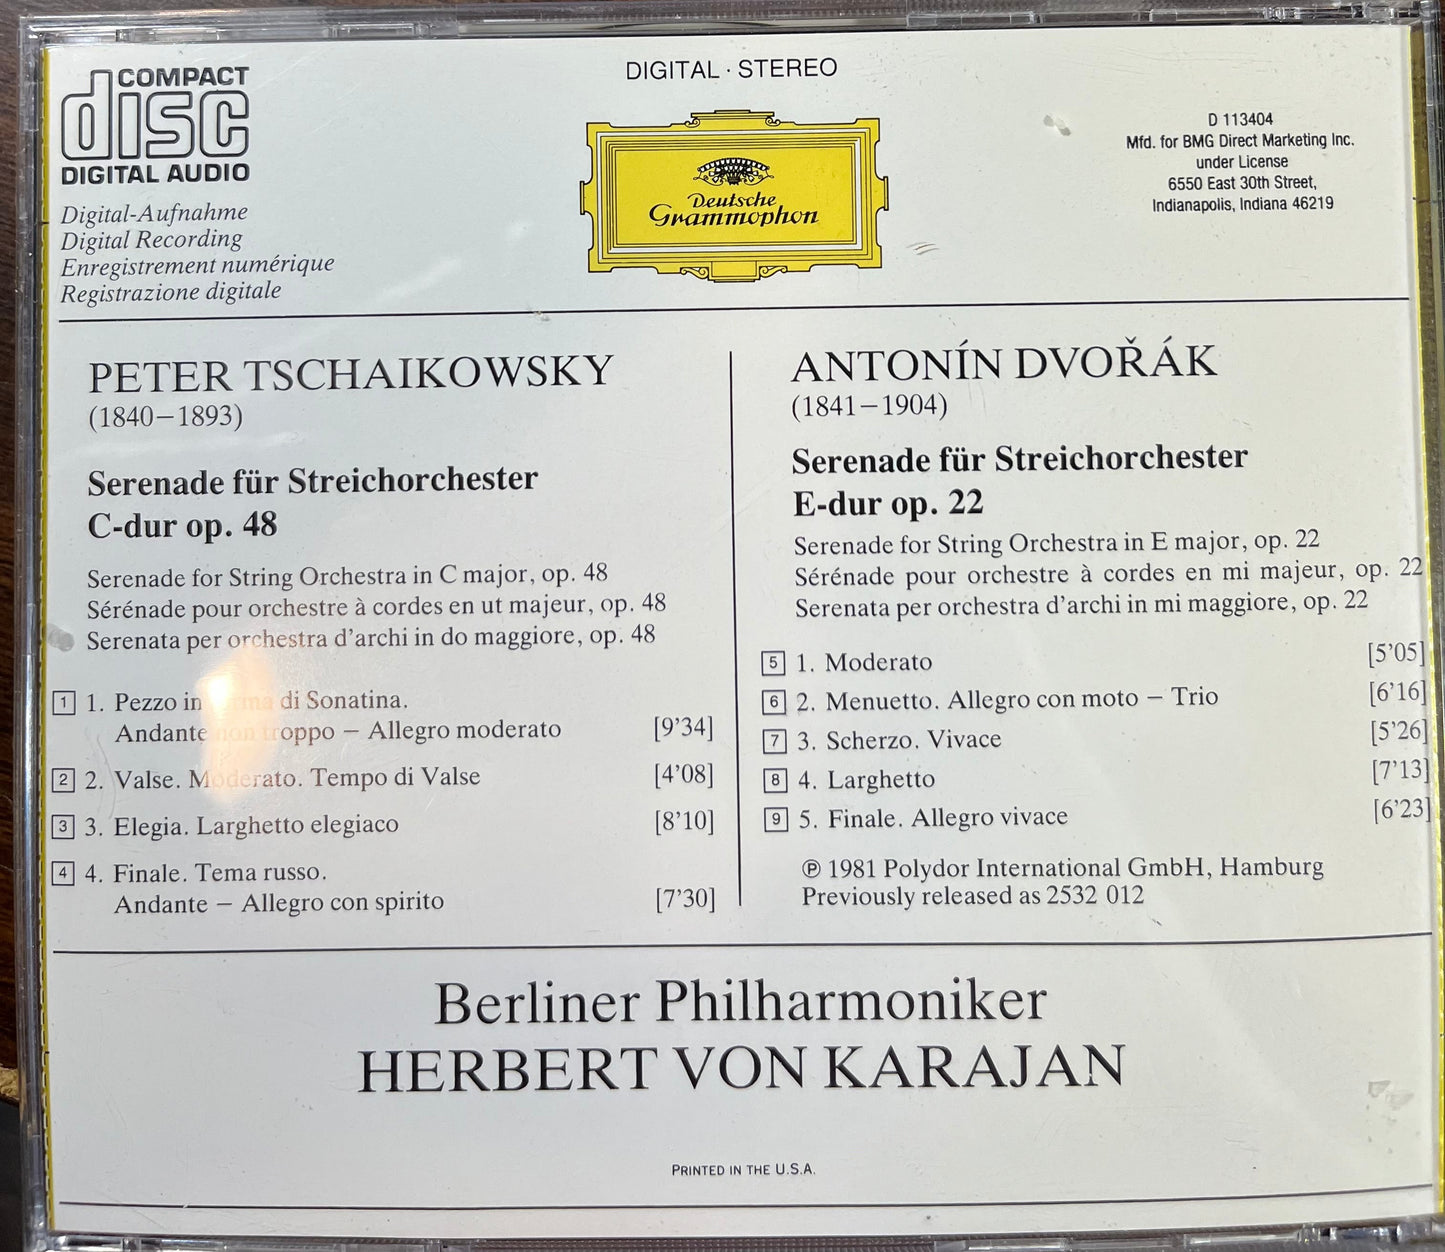 COMPACT
disc
DIGITAL AUDIO
Digital-Aufnahme
Digital Recording
Enregistrement numérique
Registrazione digitale
DIGITAL · STEREO
Deutsche
Grammophon
D 113404
Mfd. for BMG Direct Marketing Inc.
under License
6550 East 30th Street,
Indianapolis, Indiana 46219
PETER TSCHAIKOWSKY
(1840–1893)
Serenade für Streichorchester
C-dur op. 48
Serenade for String Orchestra in C major, op. 48
Sérénade pour orchestre à cordes en ut majeur, op. 48
Serenata per orchestra d'archi in do maggiore, op. 48
1 1. Pezzo in forma di Sonatina.
Andante non troppo – Allegro moderato [9'34]
2 2. Valse. Moderato. Tempo di Valse [4'08]
3 3. Elegia. Larghetto elegiaco [8'10]
4 4. Finale. Tema russo.
Andante – Allegro con spirito [7'30]
ANTONÍN DVOŘÁK
(1841–1904)
Serenade für Streichorchester
E-dur op. 22
Serenade for String Orchestra in E major, op. 22
Sérénade pour orchestre à cordes en mi majeur, op. 22
Serenata per orchestra d'archi in mi maggiore, op. 22
5 1. Moderato [5'05]
6 2. Menuetto. Allegro con moto – Trio [6'16]
7 3. Scherzo. Vivace [5'26]
8 4. Larghetto [7'13]
9 5. Finale. Allegro vivace [6'23]
℗ 1981 Polydor International GmbH, Hamburg
Previously released as 2532 012
Berliner Philharmoniker
HERBERT VON KARAJAN
PRINTED IN THE U.S.A.